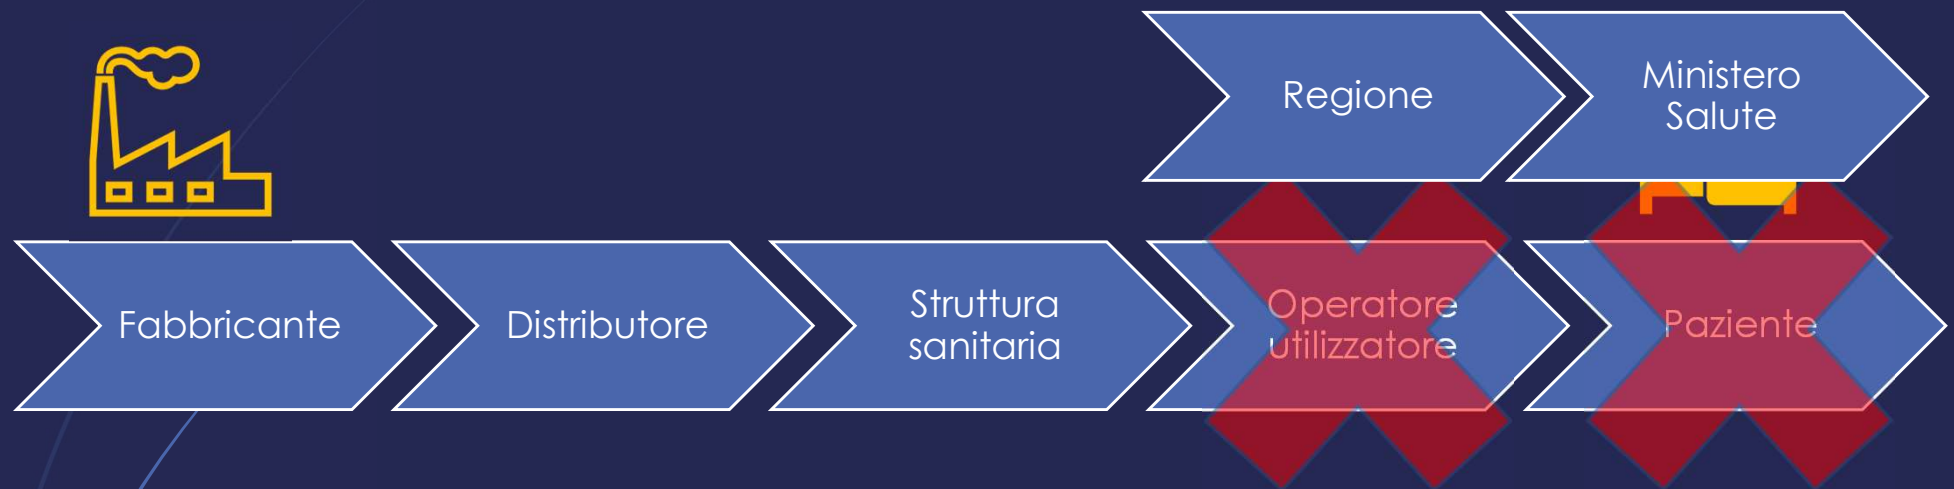 Regione
Ministero
Salute
Fabbricante
Distributore
Struttura
sanitaria
Operatore
utilizzatore
Paziente